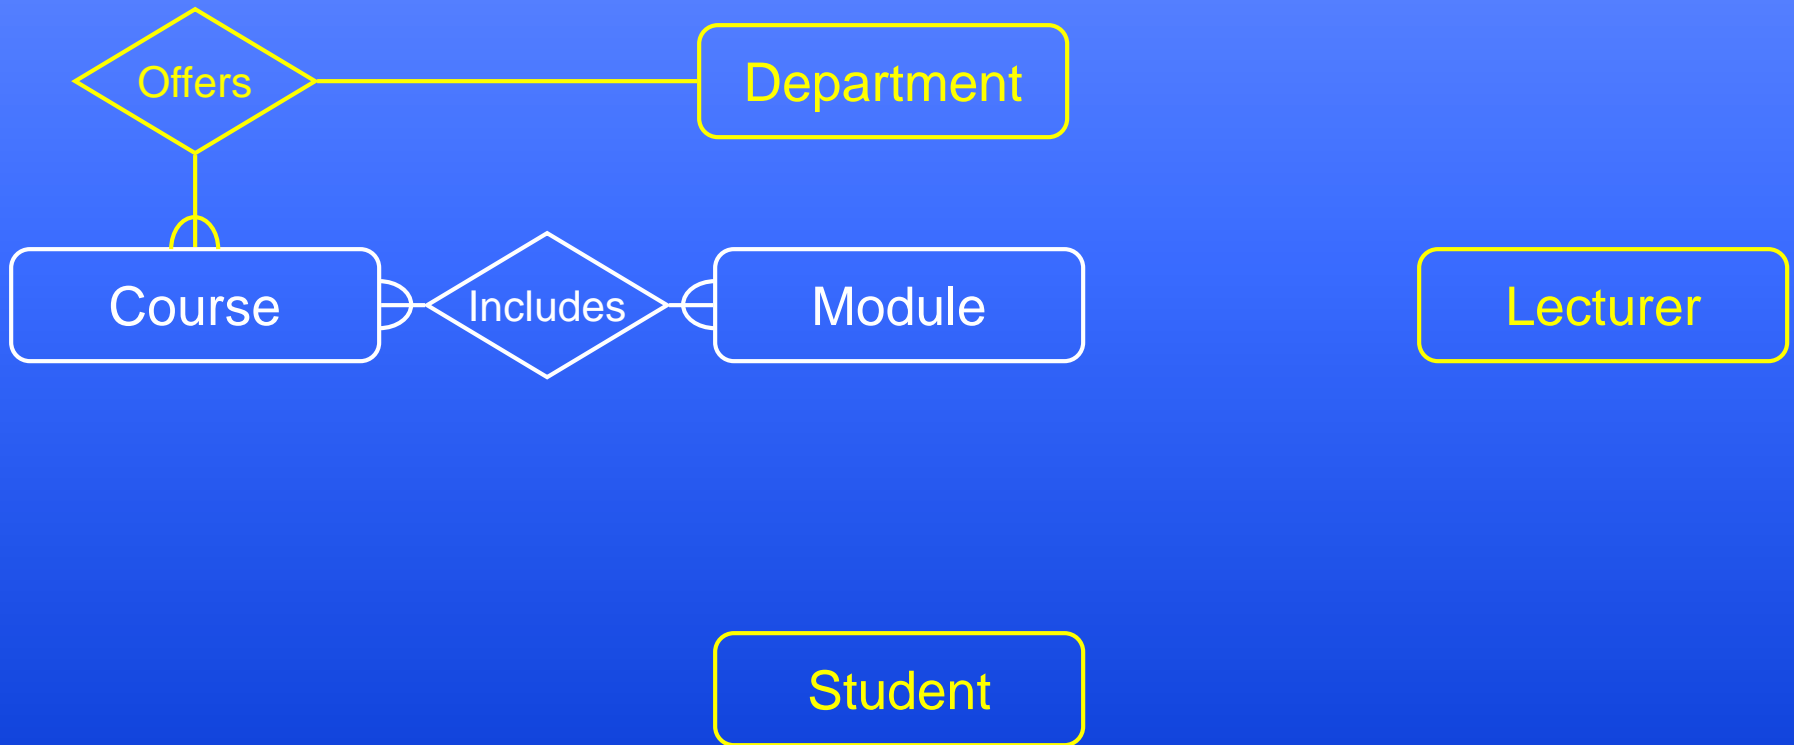 Offers
Department
Course
Includes
Module
Lecturer
Student